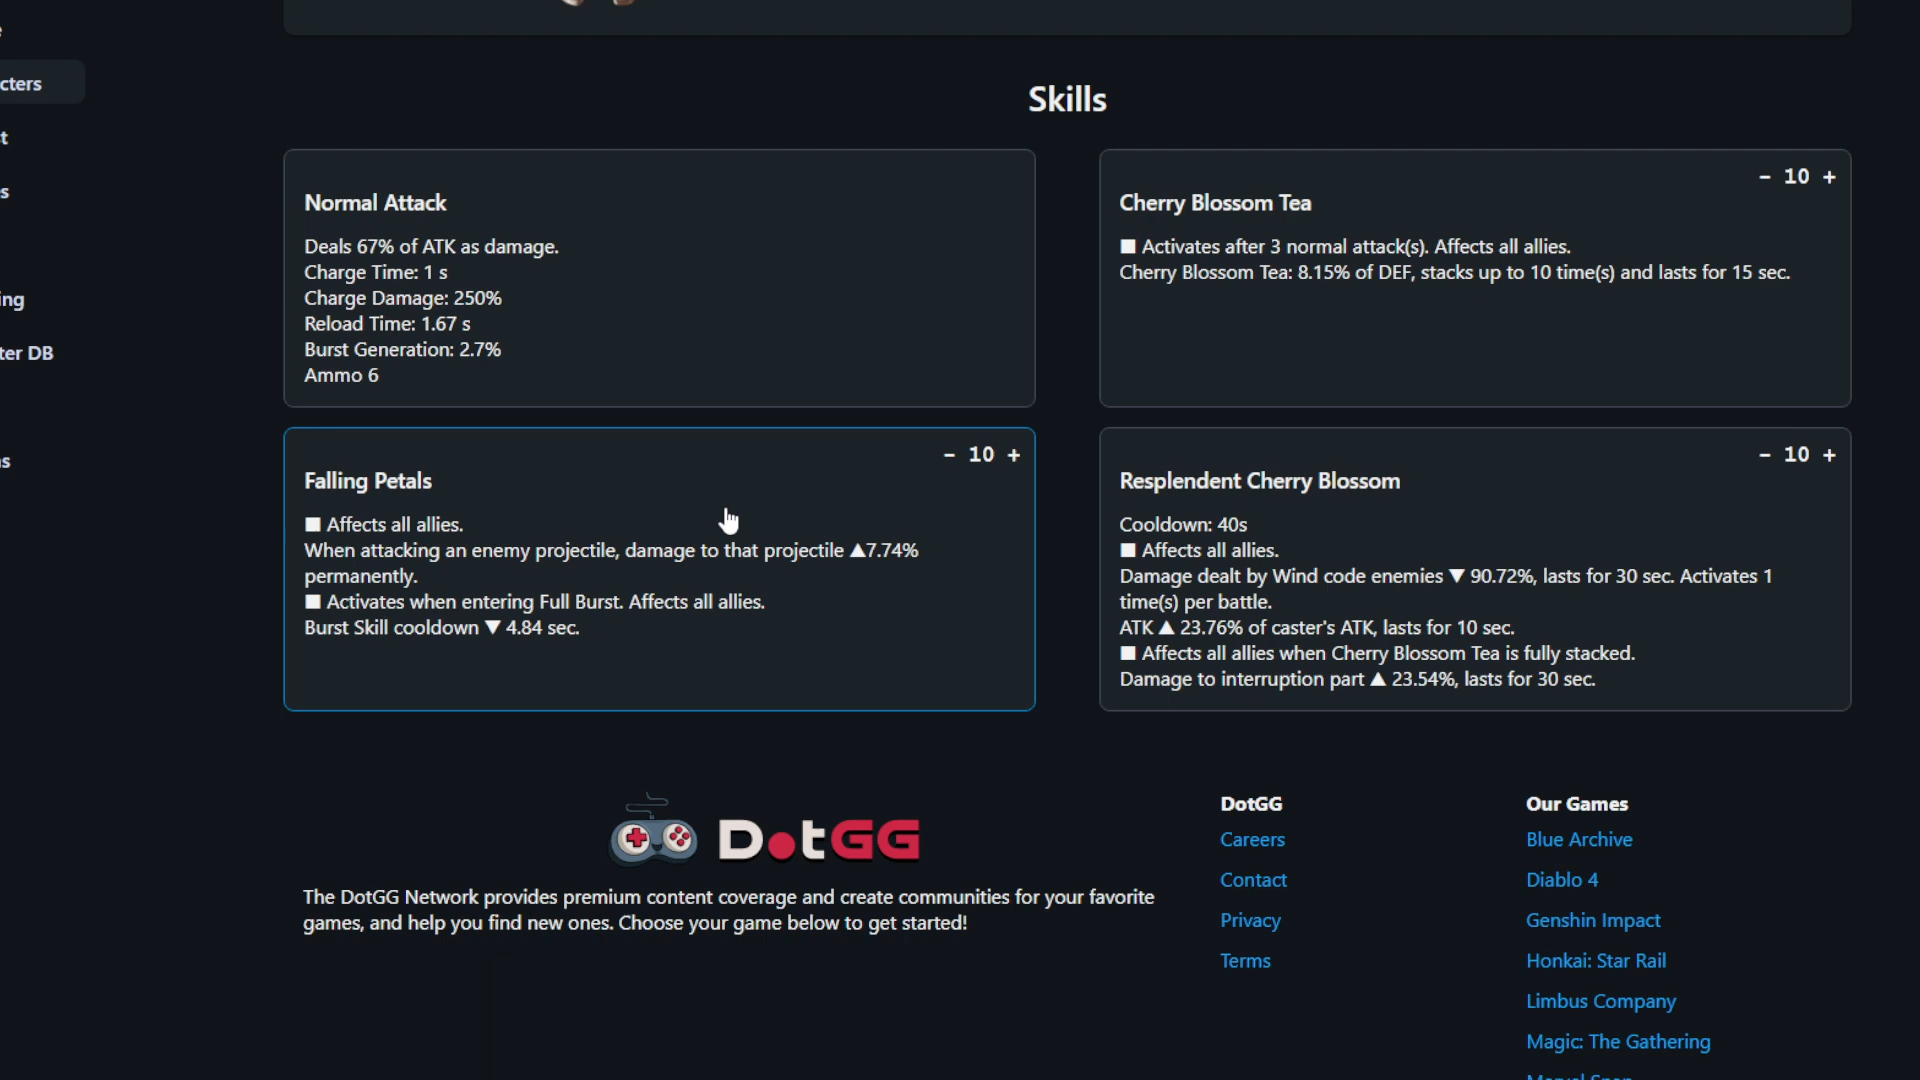 cters
t
s
ing
ter DB
s
Skills
Normal Attack
Deals 67% of ATK as damage.
Charge Time: 1 s
Charge Damage: 250%
Reload Time: 1.67 s
Burst Generation: 2.7%
Ammo 6
- 10 +
Cherry Blossom Tea
■ Activates after 3 normal attack(s). Affects all allies.
Cherry Blossom Tea: 8.15% of DEF, stacks up to 10 time(s) and lasts for 15 sec.
- 10 +
Falling Petals
■ Affects all allies.
When attacking an enemy projectile, damage to that projectile ▲7.74%
permanently.
■ Activates when entering Full Burst. Affects all allies.
Burst Skill cooldown ▼ 4.84 sec.
- 10 +
Resplendent Cherry Blossom
Cooldown: 40s
■ Affects all allies.
Damage dealt by Wind code enemies ▼ 90.72%, lasts for 30 sec. Activates 1
time(s) per battle.
ATK ▲ 23.76% of caster's ATK, lasts for 10 sec.
■ Affects all allies when Cherry Blossom Tea is fully stacked.
Damage to interruption part ▲ 23.54%, lasts for 30 sec.
DotGG
The DotGG Network provides premium content coverage and create communities for your favorite
games, and help you find new ones. Choose your game below to get started!
DotGG
Careers
Contact
Privacy
Terms
Our Games
Blue Archive
Diablo 4
Genshin Impact
Honkai: Star Rail
Limbus Company
Magic: The Gathering